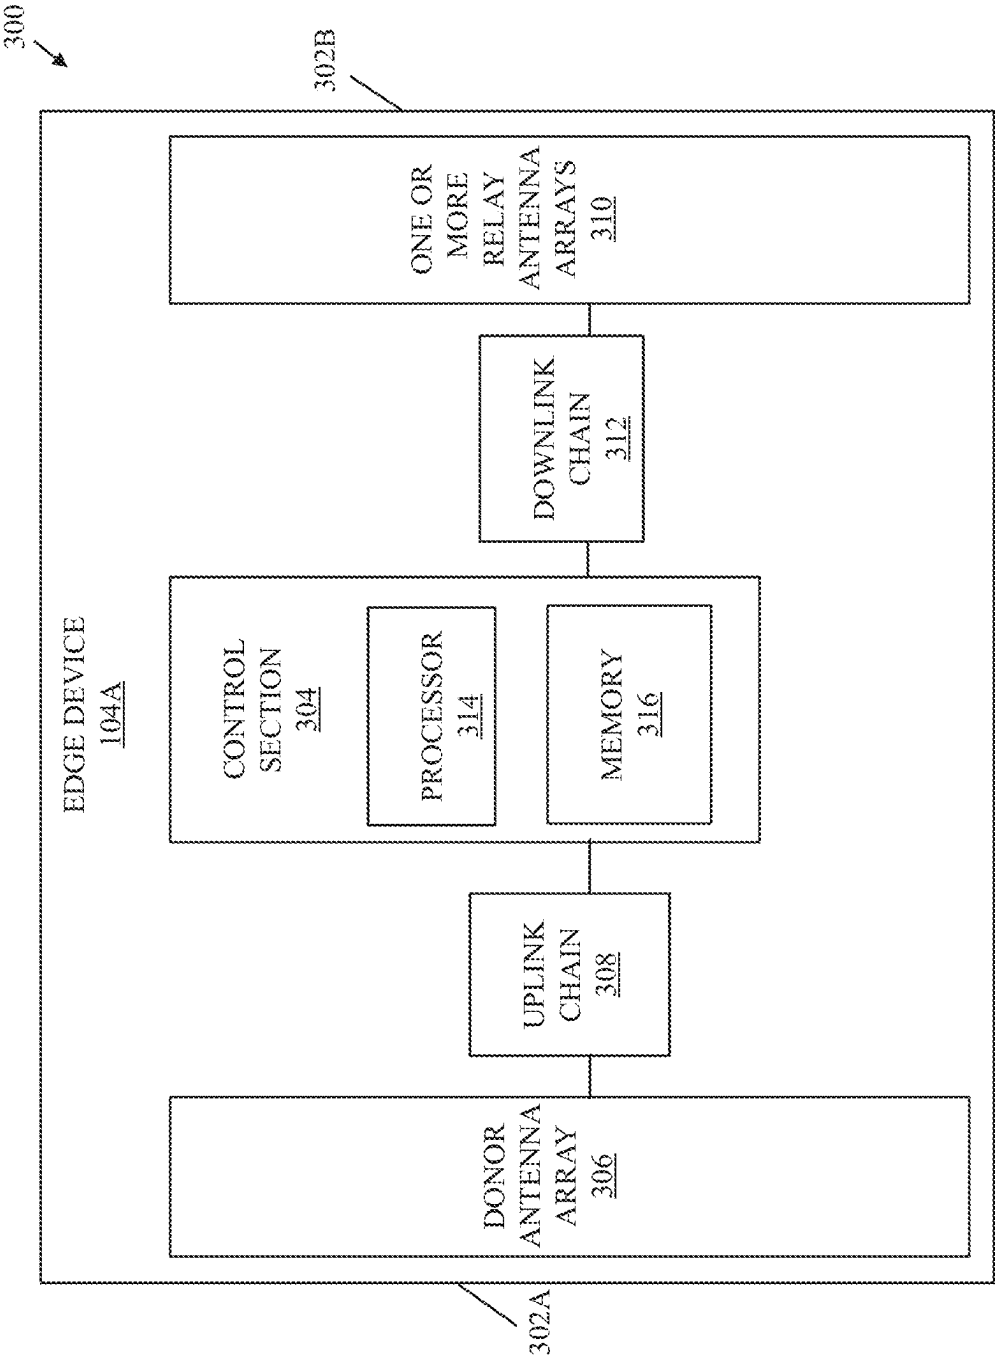 300
302B
EDGE DEVICE
104A
DONOR
ANTENNA
ARRAY
306
UPLINK
CHAIN
308
CONTROL
SECTION
304
PROCESSOR
314
MEMORY
316
DOWNLINK
CHAIN
312
ONE OR
MORE
RELAY
ANTENNA
ARRAYS
310
302A